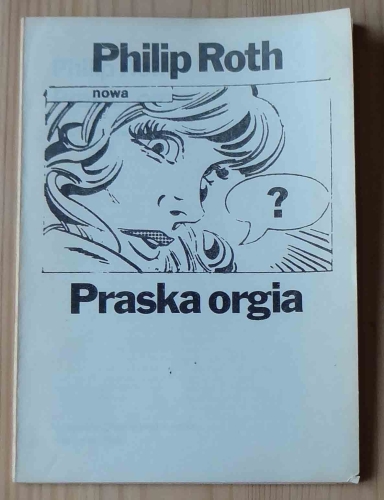 Philip Roth
nowa
?
Praska orgia